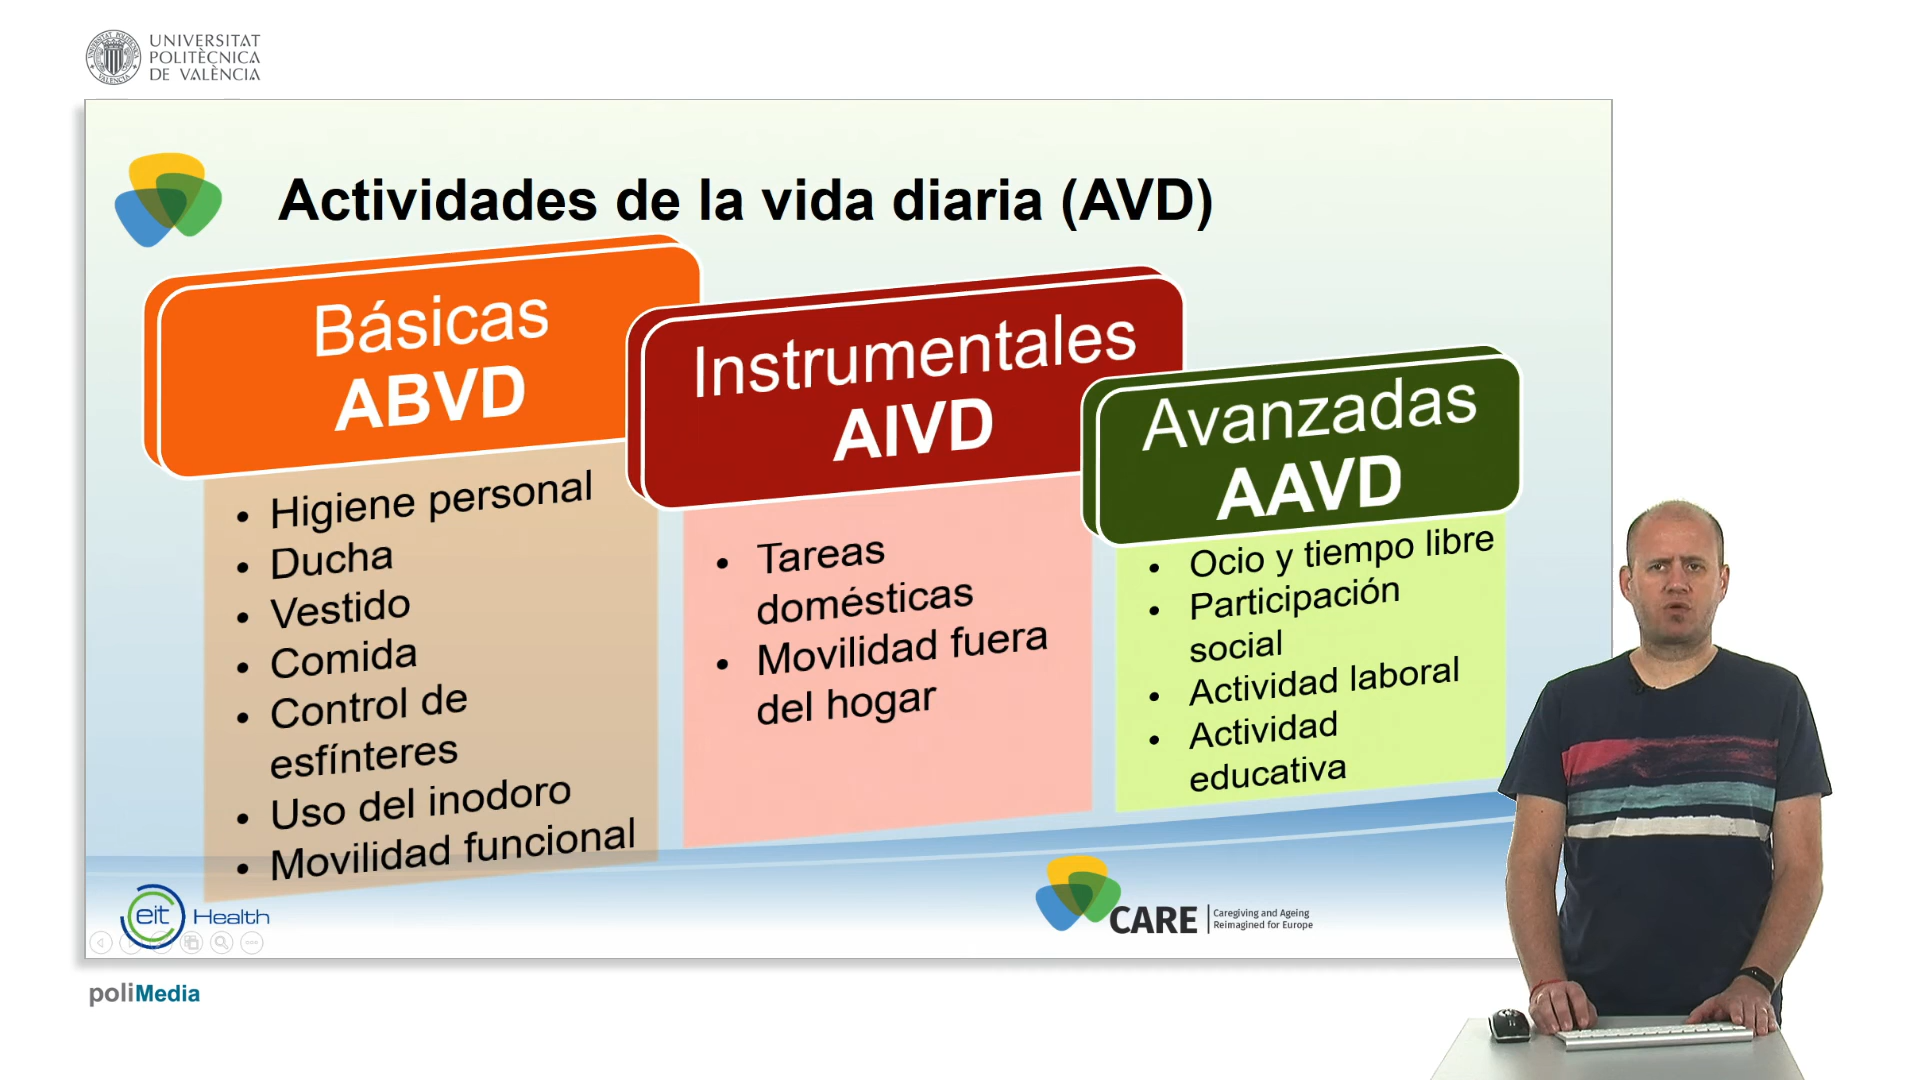 UNIVERSITAT
POLITÈCNICA
DE VALÈNCIA
Actividades de la vida diaria (AVD)
Básicas
ABVD
• Higiene personal
• Ducha
• Vestido
• Comida
• Control de
esfínteres
• Uso del inodoro
• Movilidad funcional
Instrumentales
AIVD
• Tareas
domésticas
• Movilidad fuera
del hogar
Avanzadas
AAVD
• Ocio y tiempo libre
• Participación
social
• Actividad laboral
• Actividad
educativa
eit Health
CARE
Caregiving and Ageing
Reimagined for Europe
poliMedia